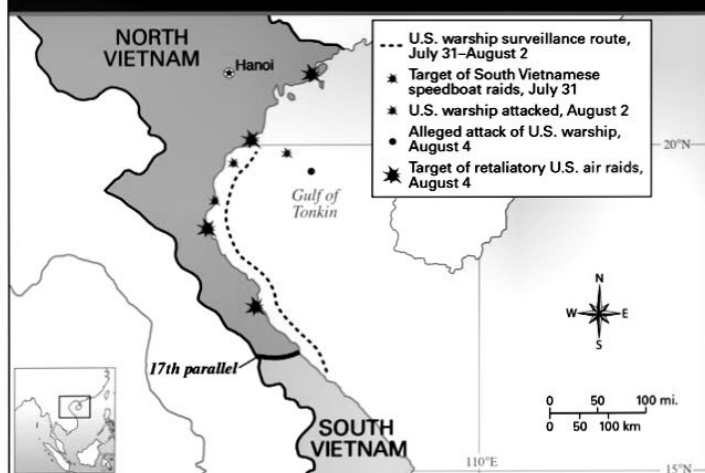 NORTH
VIETNAM
Hanoi
U.S. warship surveillance route,
July 31–August 2
Target of South Vietnamese
speedboat raids, July 31
U.S. warship attacked, August 2
Alleged attack of U.S. warship,
August 4
Target of retaliatory U.S. air raids,
August 4
20°N
Gulf of
Tonkin
N
W
E
S
17th parallel
0 50 100 mi.
0 50 100 km
SOUTH
VIETNAM
110°E
15°N